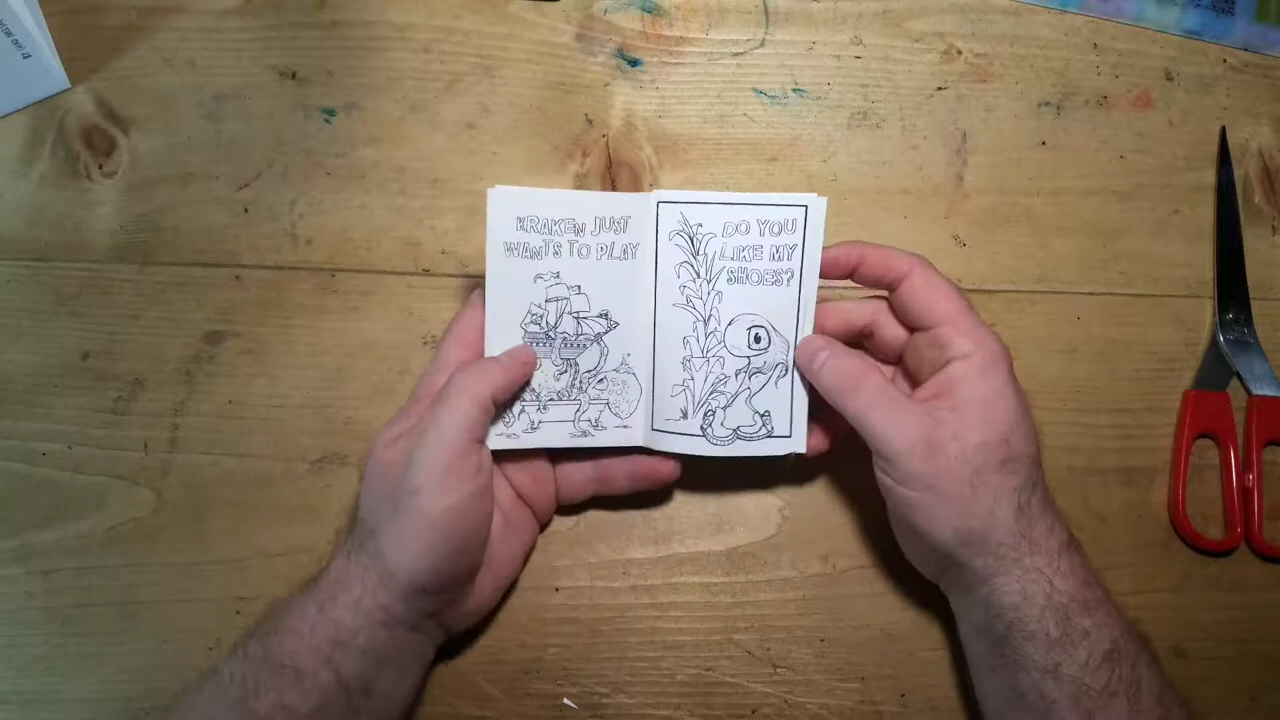 KRAKEN JUST
WANTS TO PLAY
DO YOU
LIKE MY
SHOES?